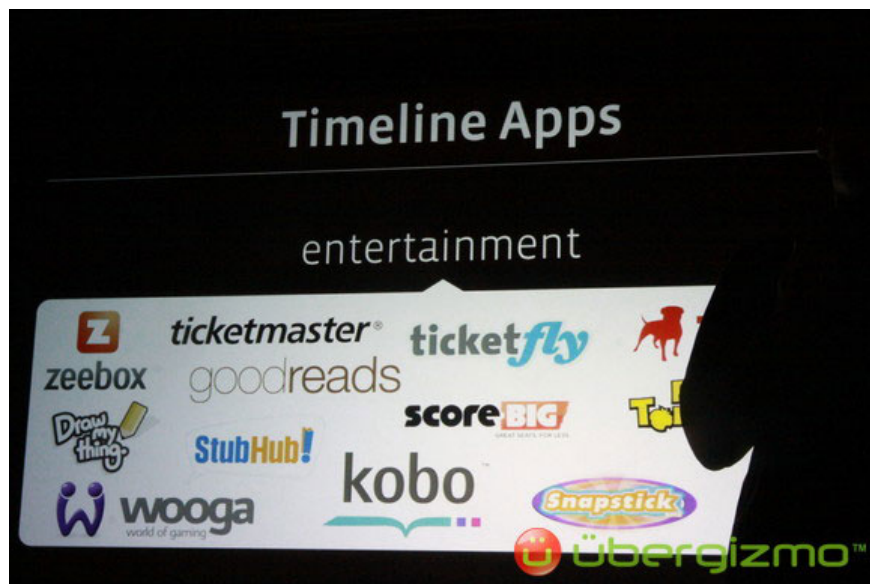 Timeline Apps
entertainment
z
zeebox
ticketmaster®
ticketfly
goodreads
Draw
my
thing.
StubHub!
scoreBIG
GREAT SEATS FOR LESS
kobo™
Snapstick
wooga
world of gaming
ü übergizmo™